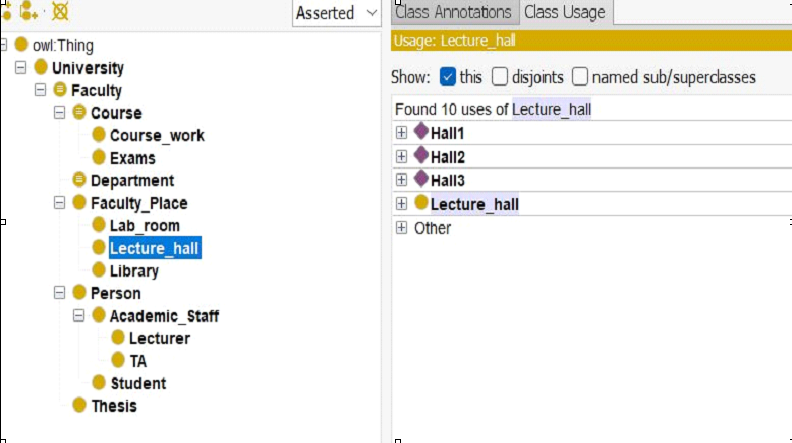 Asserted
owl:Thing
University
Faculty
Course
Course_work
Exams
Department
Faculty_Place
Lab_room
Lecture_hall
Library
Person
Academic_Staff
Lecturer
TA
Student
Thesis
Class Annotations Class Usage
Usage: Lecture_hall
Show: this disjoints named sub/superclasses
Found 10 uses of Lecture_hall
Hall1
Hall2
Hall3
Lecture_hall
Other